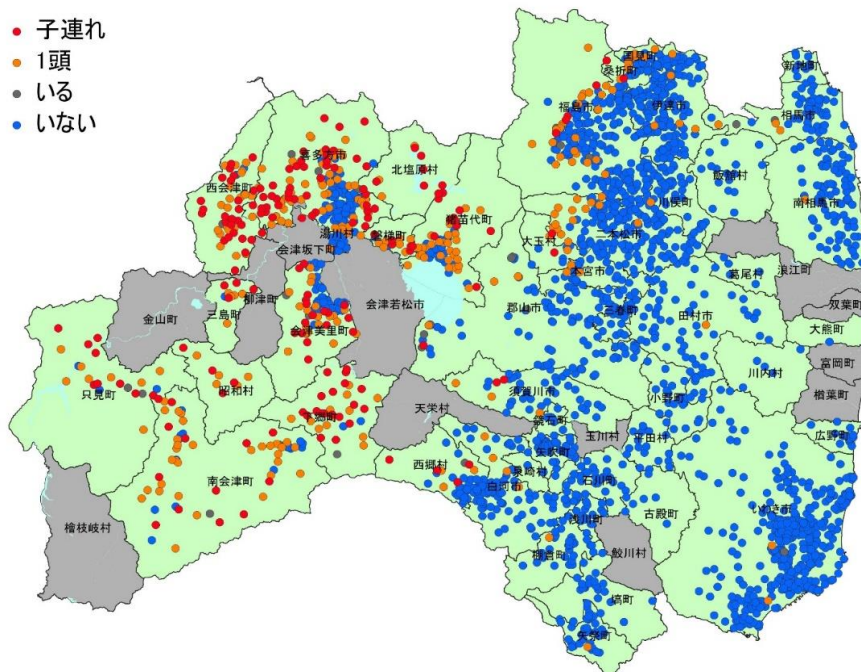 子連れ
1頭
いる
いない
国見町
桑折町
新地町
福島市
伊達市
相馬市
喜多方市
北塩原村
西会津町
飯舘村
猪苗代町
川俣町
南相馬市
湯川村
磐梯町
大玉村
二本松市
会津坂下町
本宮市
葛尾村
浪江町
会津若松市
郡山市
三春町
田村市
双葉町
金山町
三島町
柳津町
大熊町
会津美里町
富岡町
只見町
昭和村
川内村
楢葉町
下郷町
天栄村
須賀川市
小野町
鏡石町
玉川村
平田村
広野町
西郷村
矢吹町
泉崎村
南会津町
白河市
石川町
いわき市
檜枝岐村
浅川町
古殿町
棚倉町
鮫川村
塙町
矢祭町